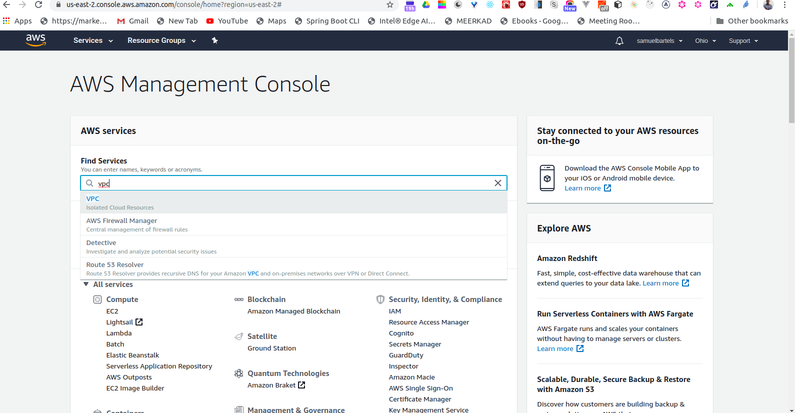 us-east-2.console.aws.amazon.com/console/home?region=us-east-2#
Apps https://marke… Gmail New Tab YouTube Maps Spring Boot CLI Intel® Edge AI… MEERKAD Ebooks - Goog… Meeting Roo… Other bookmarks
aws Services Resource Groups samuelbartels Ohio Support
AWS Management Console
AWS services
Find Services
You can enter names, keywords or acronyms.
vpc
VPC
Isolated Cloud Resources
AWS Firewall Manager
Central management of firewall rules
Detective
Investigate and analyze potential security issues
Route 53 Resolver
Route 53 Resolver provides recursive DNS for your Amazon VPC and on-premises networks over VPN or Direct Connect.
All services
Compute
EC2
Lightsail
Lambda
Batch
Elastic Beanstalk
Serverless Application Repository
AWS Outposts
EC2 Image Builder
Containers
Blockchain
Amazon Managed Blockchain
Satellite
Ground Station
Quantum Technologies
Amazon Braket
Management & Governance
Security, Identity, & Compliance
IAM
Resource Access Manager
Cognito
Secrets Manager
GuardDuty
Inspector
Amazon Macie
AWS Single Sign-On
Certificate Manager
Key Management Service
Stay connected to your AWS resources
on-the-go
Download the AWS Console Mobile App to
your iOS or Android mobile device.
Learn more
Explore AWS
Amazon Redshift
Fast, simple, cost-effective data warehouse that can
extend queries to your data lake. Learn more
Run Serverless Containers with AWS Fargate
AWS Fargate runs and scales your containers
without having to manage servers or clusters.
Learn more
Scalable, Durable, Secure Backup & Restore
with Amazon S3
Discover how customers are building backup &